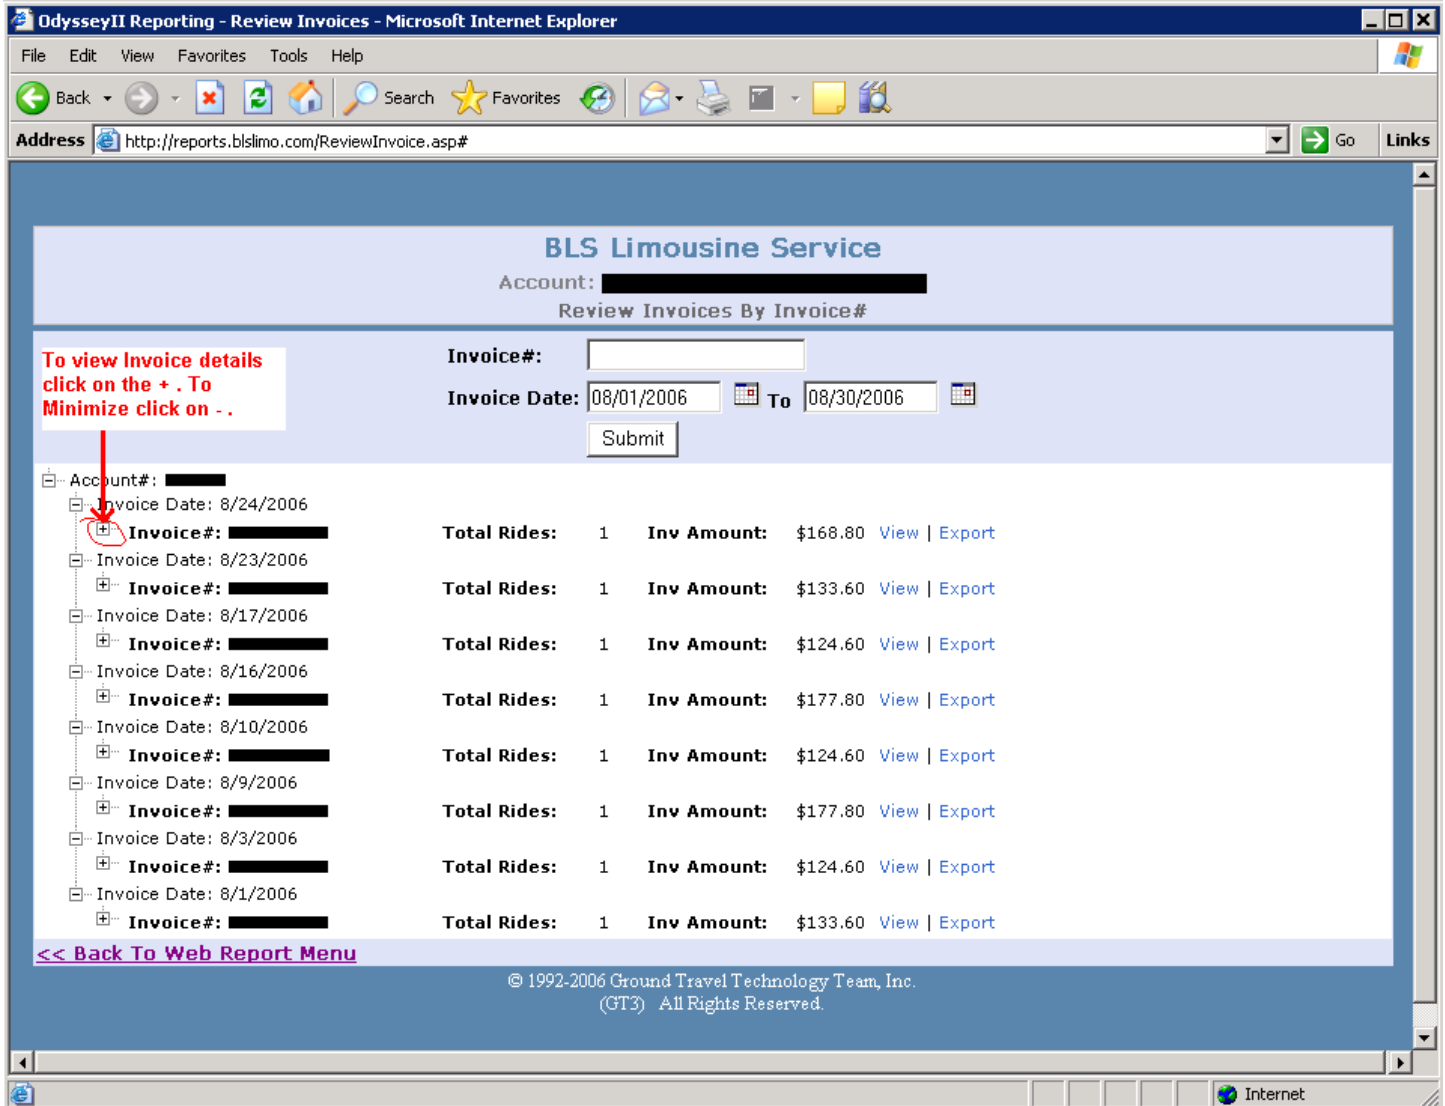 OdysseyII Reporting - Review Invoices - Microsoft Internet Explorer
File Edit View Favorites Tools Help
Back Search Favorites
Address http://reports.blslimo.com/ReviewInvoice.asp# Go Links
BLS Limousine Service
Account:
Review Invoices By Invoice#
To view Invoice details
click on the + . To
Minimize click on - .
Invoice#:
Invoice Date: 08/01/2006 To 08/30/2006
Submit
Account#:
Invoice Date: 8/24/2006
Invoice#: Total Rides: 1 Inv Amount: $168.80 View | Export
Invoice Date: 8/23/2006
Invoice#: Total Rides: 1 Inv Amount: $133.60 View | Export
Invoice Date: 8/17/2006
Invoice#: Total Rides: 1 Inv Amount: $124.60 View | Export
Invoice Date: 8/16/2006
Invoice#: Total Rides: 1 Inv Amount: $177.80 View | Export
Invoice Date: 8/10/2006
Invoice#: Total Rides: 1 Inv Amount: $124.60 View | Export
Invoice Date: 8/9/2006
Invoice#: Total Rides: 1 Inv Amount: $177.80 View | Export
Invoice Date: 8/3/2006
Invoice#: Total Rides: 1 Inv Amount: $124.60 View | Export
Invoice Date: 8/1/2006
Invoice#: Total Rides: 1 Inv Amount: $133.60 View | Export
<< Back To Web Report Menu
© 1992-2006 Ground Travel Technology Team, Inc.
(GT3) All Rights Reserved.
Internet